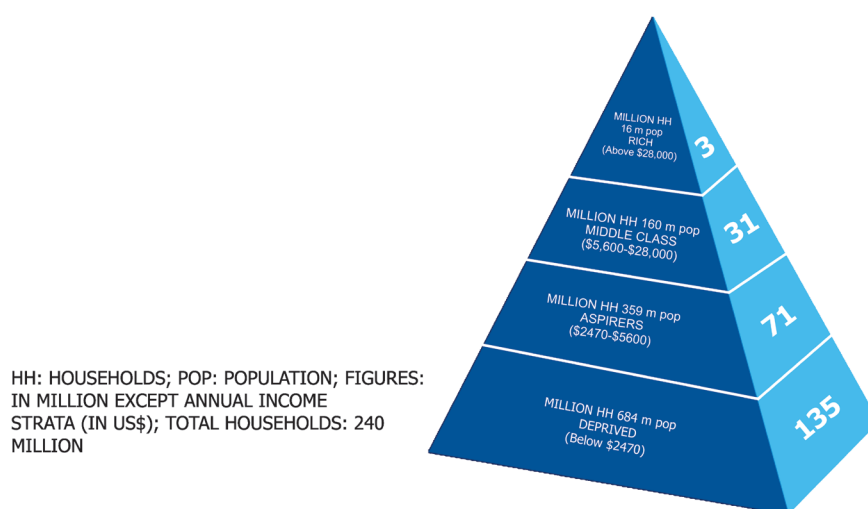 MILLION HH
16 m pop
RICH
(Above $28,000)
3
MILLION HH 160 m pop
MIDDLE CLASS
($5,600-$28,000)
31
MILLION HH 359 m pop
ASPIRERS
($2470-$5600)
71
MILLION HH 684 m pop
DEPRIVED
(Below $2470)
135
HH: HOUSEHOLDS; POP: POPULATION; FIGURES:
IN MILLION EXCEPT ANNUAL INCOME
STRATA (IN US$); TOTAL HOUSEHOLDS: 240
MILLION